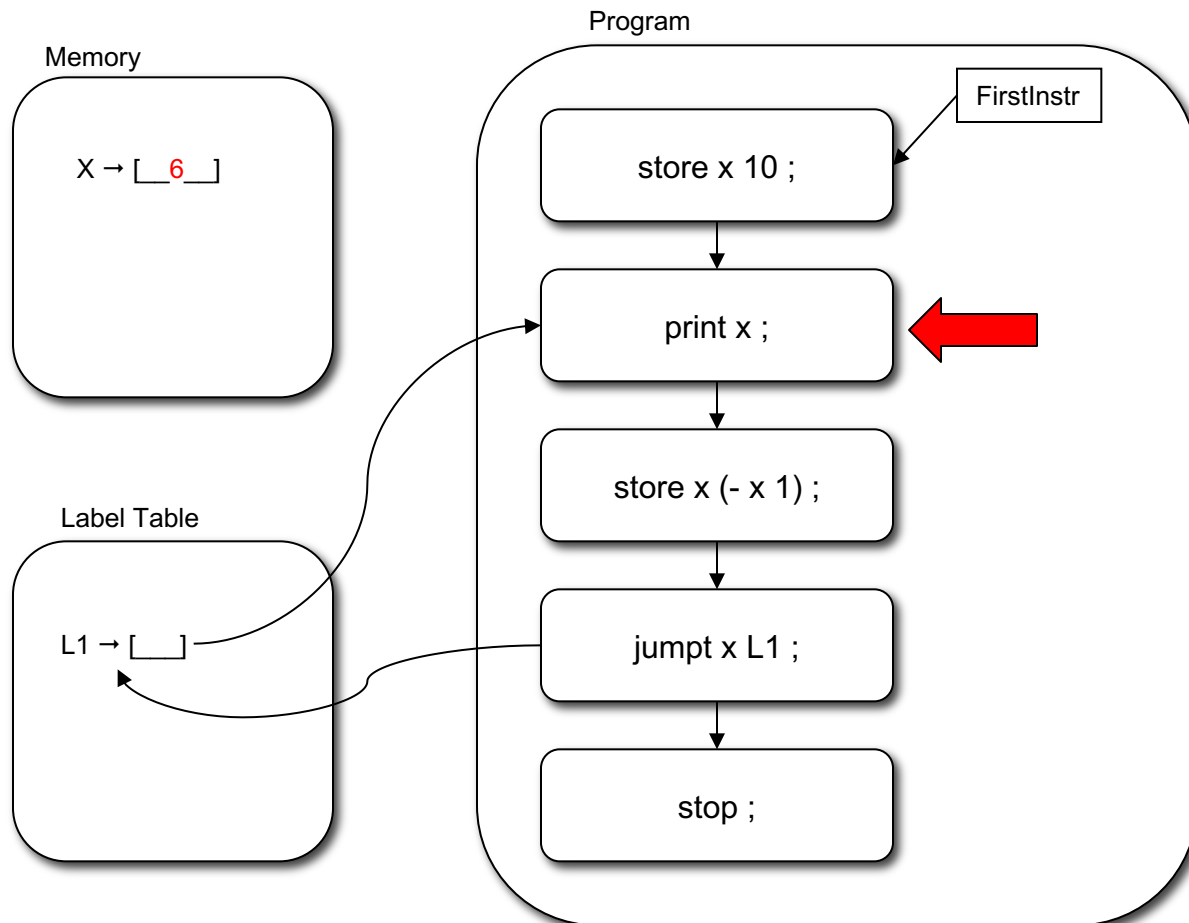 Program
Memory
FirstInstr
store x 10 ;
X → [__6__]
print x ;
store x (- x 1) ;
Label Table
L1 → [___]
jumpt x L1 ;
stop ;